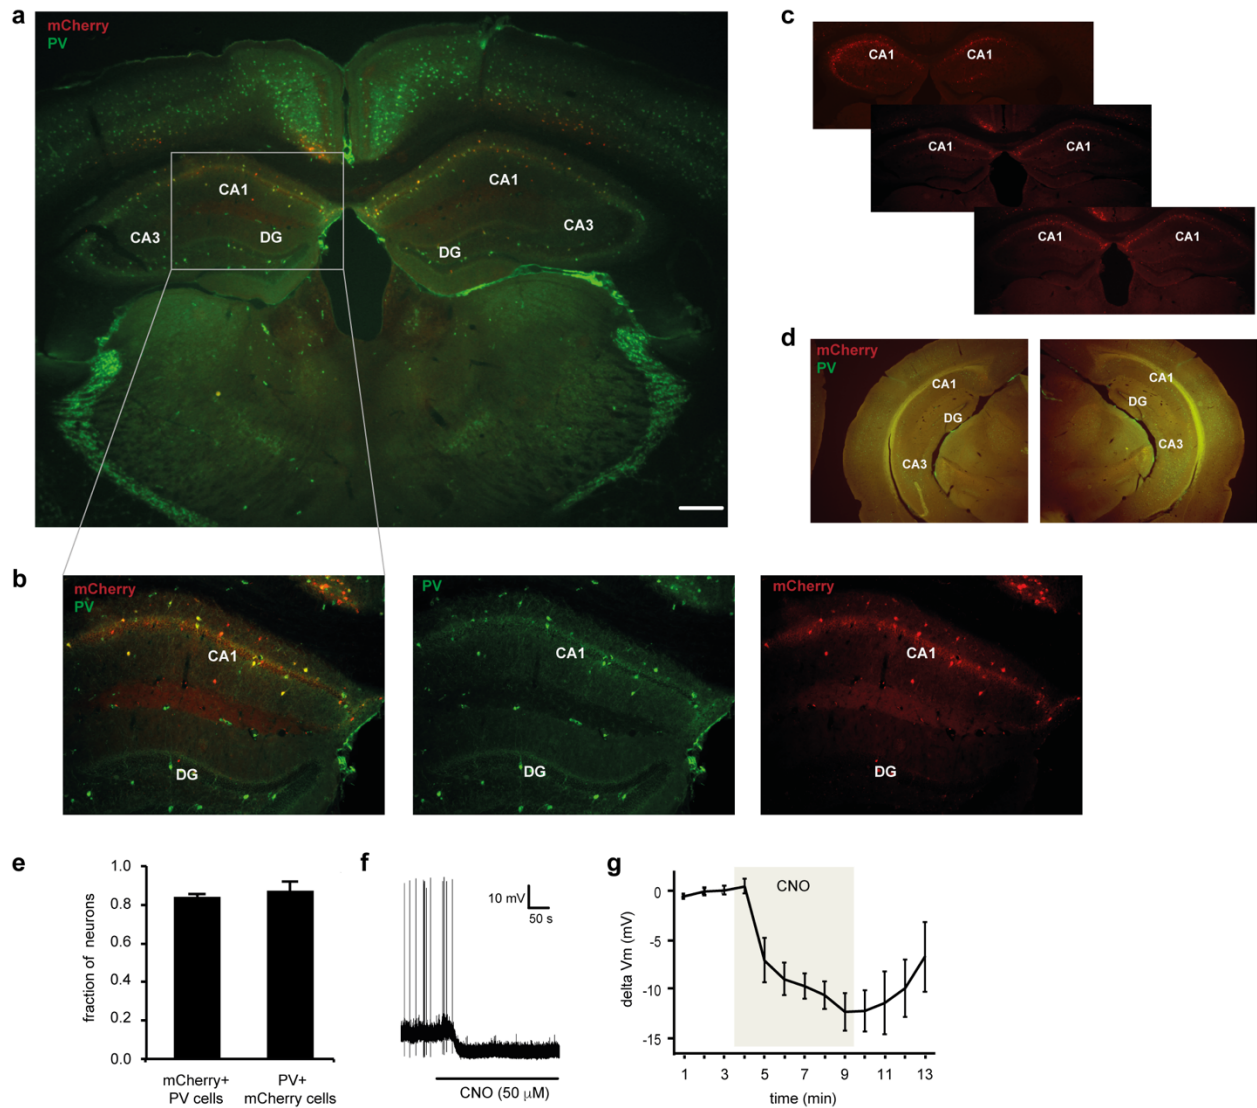 a
mCherry
PV
CA1
CA1
CA3
DG
DG
CA3
b
mCherry
PV
CA1
DG
PV
CA1
DG
mCherry
CA1
DG
c
CA1
CA1
CA1
CA1
CA1
CA1
d
mCherry
PV
CA1
DG
CA3
CA1
DG
CA3
e
fraction of neurons
1.0
0.8
0.6
0.4
0.2
0.0
mCherry+
PV cells
PV+
mCherry cells
f
10 mV
50 s
CNO (50 μM)
g
CNO
delta Vm (mV)
0
-5
-10
-15
1 3 5 7 9 11 13
time (min)